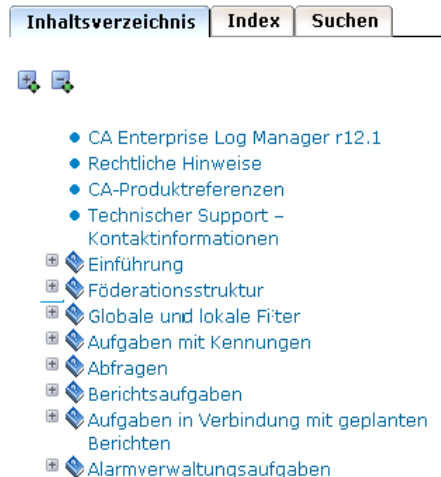 Inhaltsverzeichnis Index Suchen
CA Enterprise Log Manager r12.1
Rechtliche Hinweise
CA-Produktreferenzen
Technischer Support –
Kontaktinformationen
Einführung
Föderationsstruktur
Globale und lokale Filter
Aufgaben mit Kennungen
Abfragen
Berichtsaufgaben
Aufgaben in Verbindung mit geplanten
Berichten
Alarmverwaltungsaufgaben